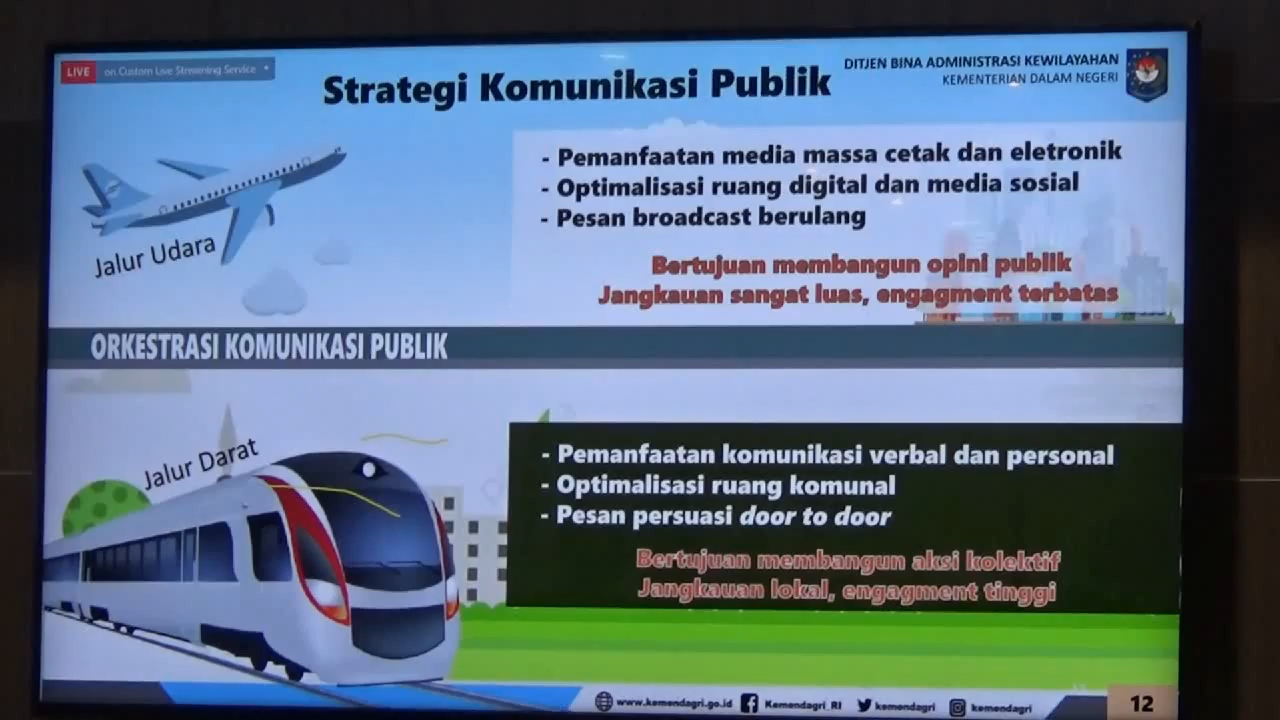 LIVE on Custom Live Streaming Service
Strategi Komunikasi Publik
DITJEN BINA ADMINISTRASI KEWILAYAHAN
KEMENTERIAN DALAM NEGERI
Jalur Udara
- Pemanfaatan media massa cetak dan eletronik
- Optimalisasi ruang digital dan media sosial
- Pesan broadcast berulang
Bertujuan membangun opini publik
Jangkauan sangat luas, engagment terbatas
ORKESTRASI KOMUNIKASI PUBLIK
Jalur Darat
- Pemanfaatan komunikasi verbal dan personal
- Optimalisasi ruang komunal
- Pesan persuasi door to door
Bertujuan membangun aksi kolektif
Jangkauan lokal, engagment tinggi
www.kemendagri.go.id Kemendagri_RI kemendagri kemendagri
12